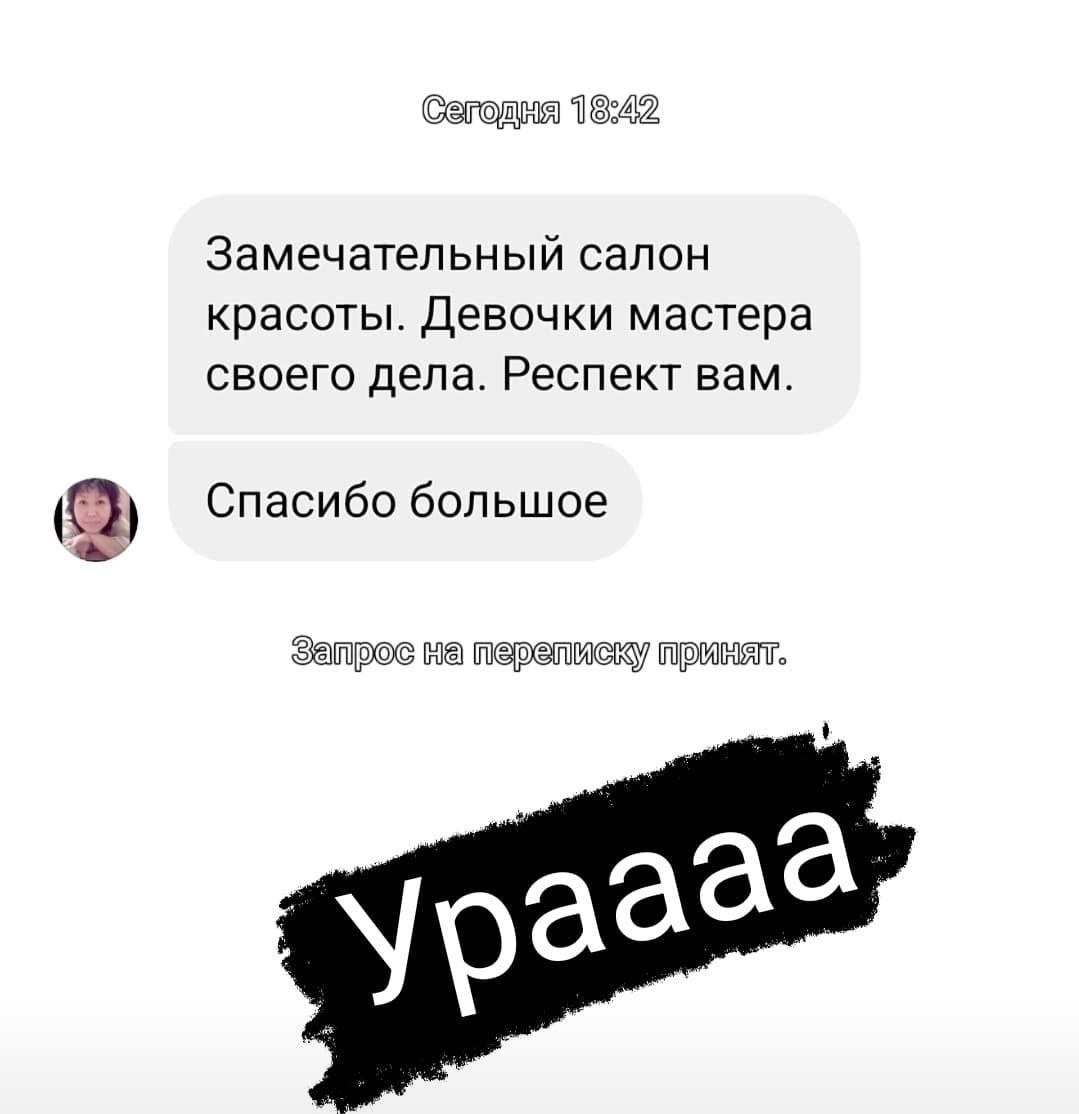 Сегодня 18:42
Замечательный салон
красоты. Девочки мастера
своего дела. Респект вам.
Спасибо большое
Запрос на переписку принят.
Ураааа